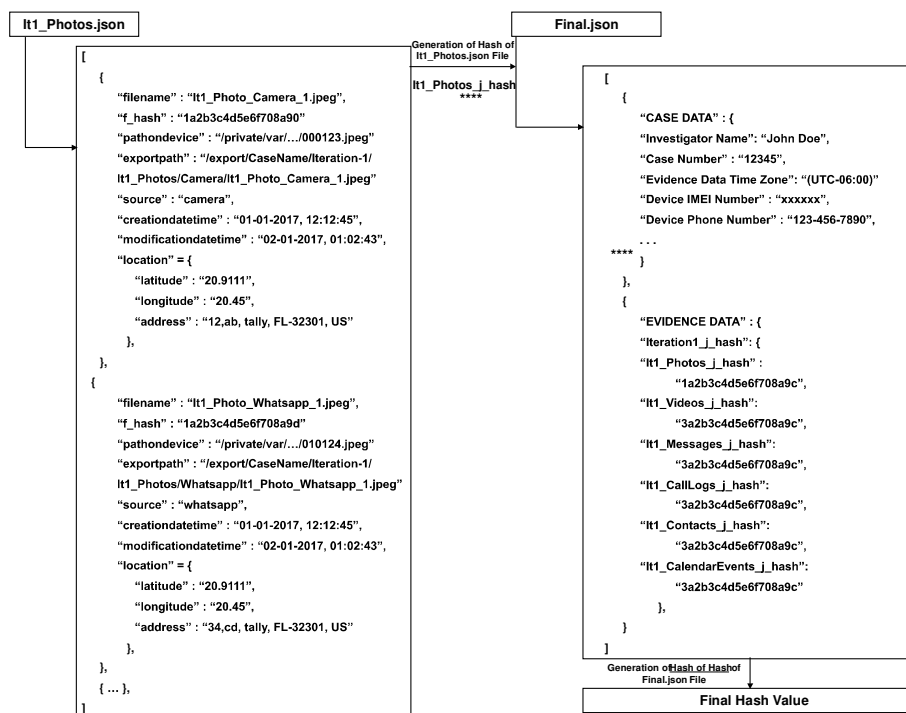 It1_Photos.json
[
{
“filename” : “It1_Photo_Camera_1.jpeg”,
“f_hash” : “1a2b3c4d5e6f708a90”
“pathondevice” : “/private/var/.../000123.jpeg”
“exportpath” : “/export/CaseName/Iteration-1/
It1_Photos/Camera/It1_Photo_Camera_1.jpeg”
“source” : “camera”,
“creationdatetime” : “01-01-2017, 12:12:45”,
“modificationdatetime” : “02-01-2017, 01:02:43”,
“location” = {
“latitude” : “20.9111”,
“longitude” : “20.45”,
“address” : “12,ab, tally, FL-32301, US”
},
},
{
“filename” : “It1_Photo_Whatsapp_1.jpeg”,
“f_hash” : “1a2b3c4d5e6f708a9d”
“pathondevice” : “/private/var/.../010124.jpeg”
“exportpath” : “/export/CaseName/Iteration-1/
It1_Photos/Whatsapp/It1_Photo_Whatsapp_1.jpeg”
“source” : “whatsapp”,
“creationdatetime” : “01-01-2017, 12:12:45”,
“modificationdatetime” : “02-01-2017, 01:02:43”,
“location” = {
“latitude” : “20.9111”,
“longitude” : “20.45”,
“address” : “34,cd, tally, FL-32301, US”
},
},
{ ... },
]
Generation of Hash of
It1_Photos.json File
It1_Photos_j_hash
****
Final.json
[
{
“CASE DATA” : {
“Investigator Name”: “John Doe”,
“Case Number” : “12345”,
“Evidence Data Time Zone”: “(UTC-06:00)”
“Device IMEI Number” : “xxxxxx”,
“Device Phone Number” : “123-456-7890”,
. . .
****
}
},
{
“EVIDENCE DATA” : {
“Iteration1_j_hash”: {
“It1_Photos_j_hash” :
“1a2b3c4d5e6f708a9c”,
“It1_Videos_j_hash”:
“3a2b3c4d5e6f708a9c”,
“It1_Messages_j_hash”:
“3a2b3c4d5e6f708a9c”,
“It1_CallLogs_j_hash”:
“3a2b3c4d5e6f708a9c”,
“It1_Contacts_j_hash”:
“3a2b3c4d5e6f708a9c”,
“It1_CalendarEvents_j_hash”:
“3a2b3c4d5e6f708a9c”
},
}
]
Generation of Hash of Hash of
Final.json File
Final Hash Value